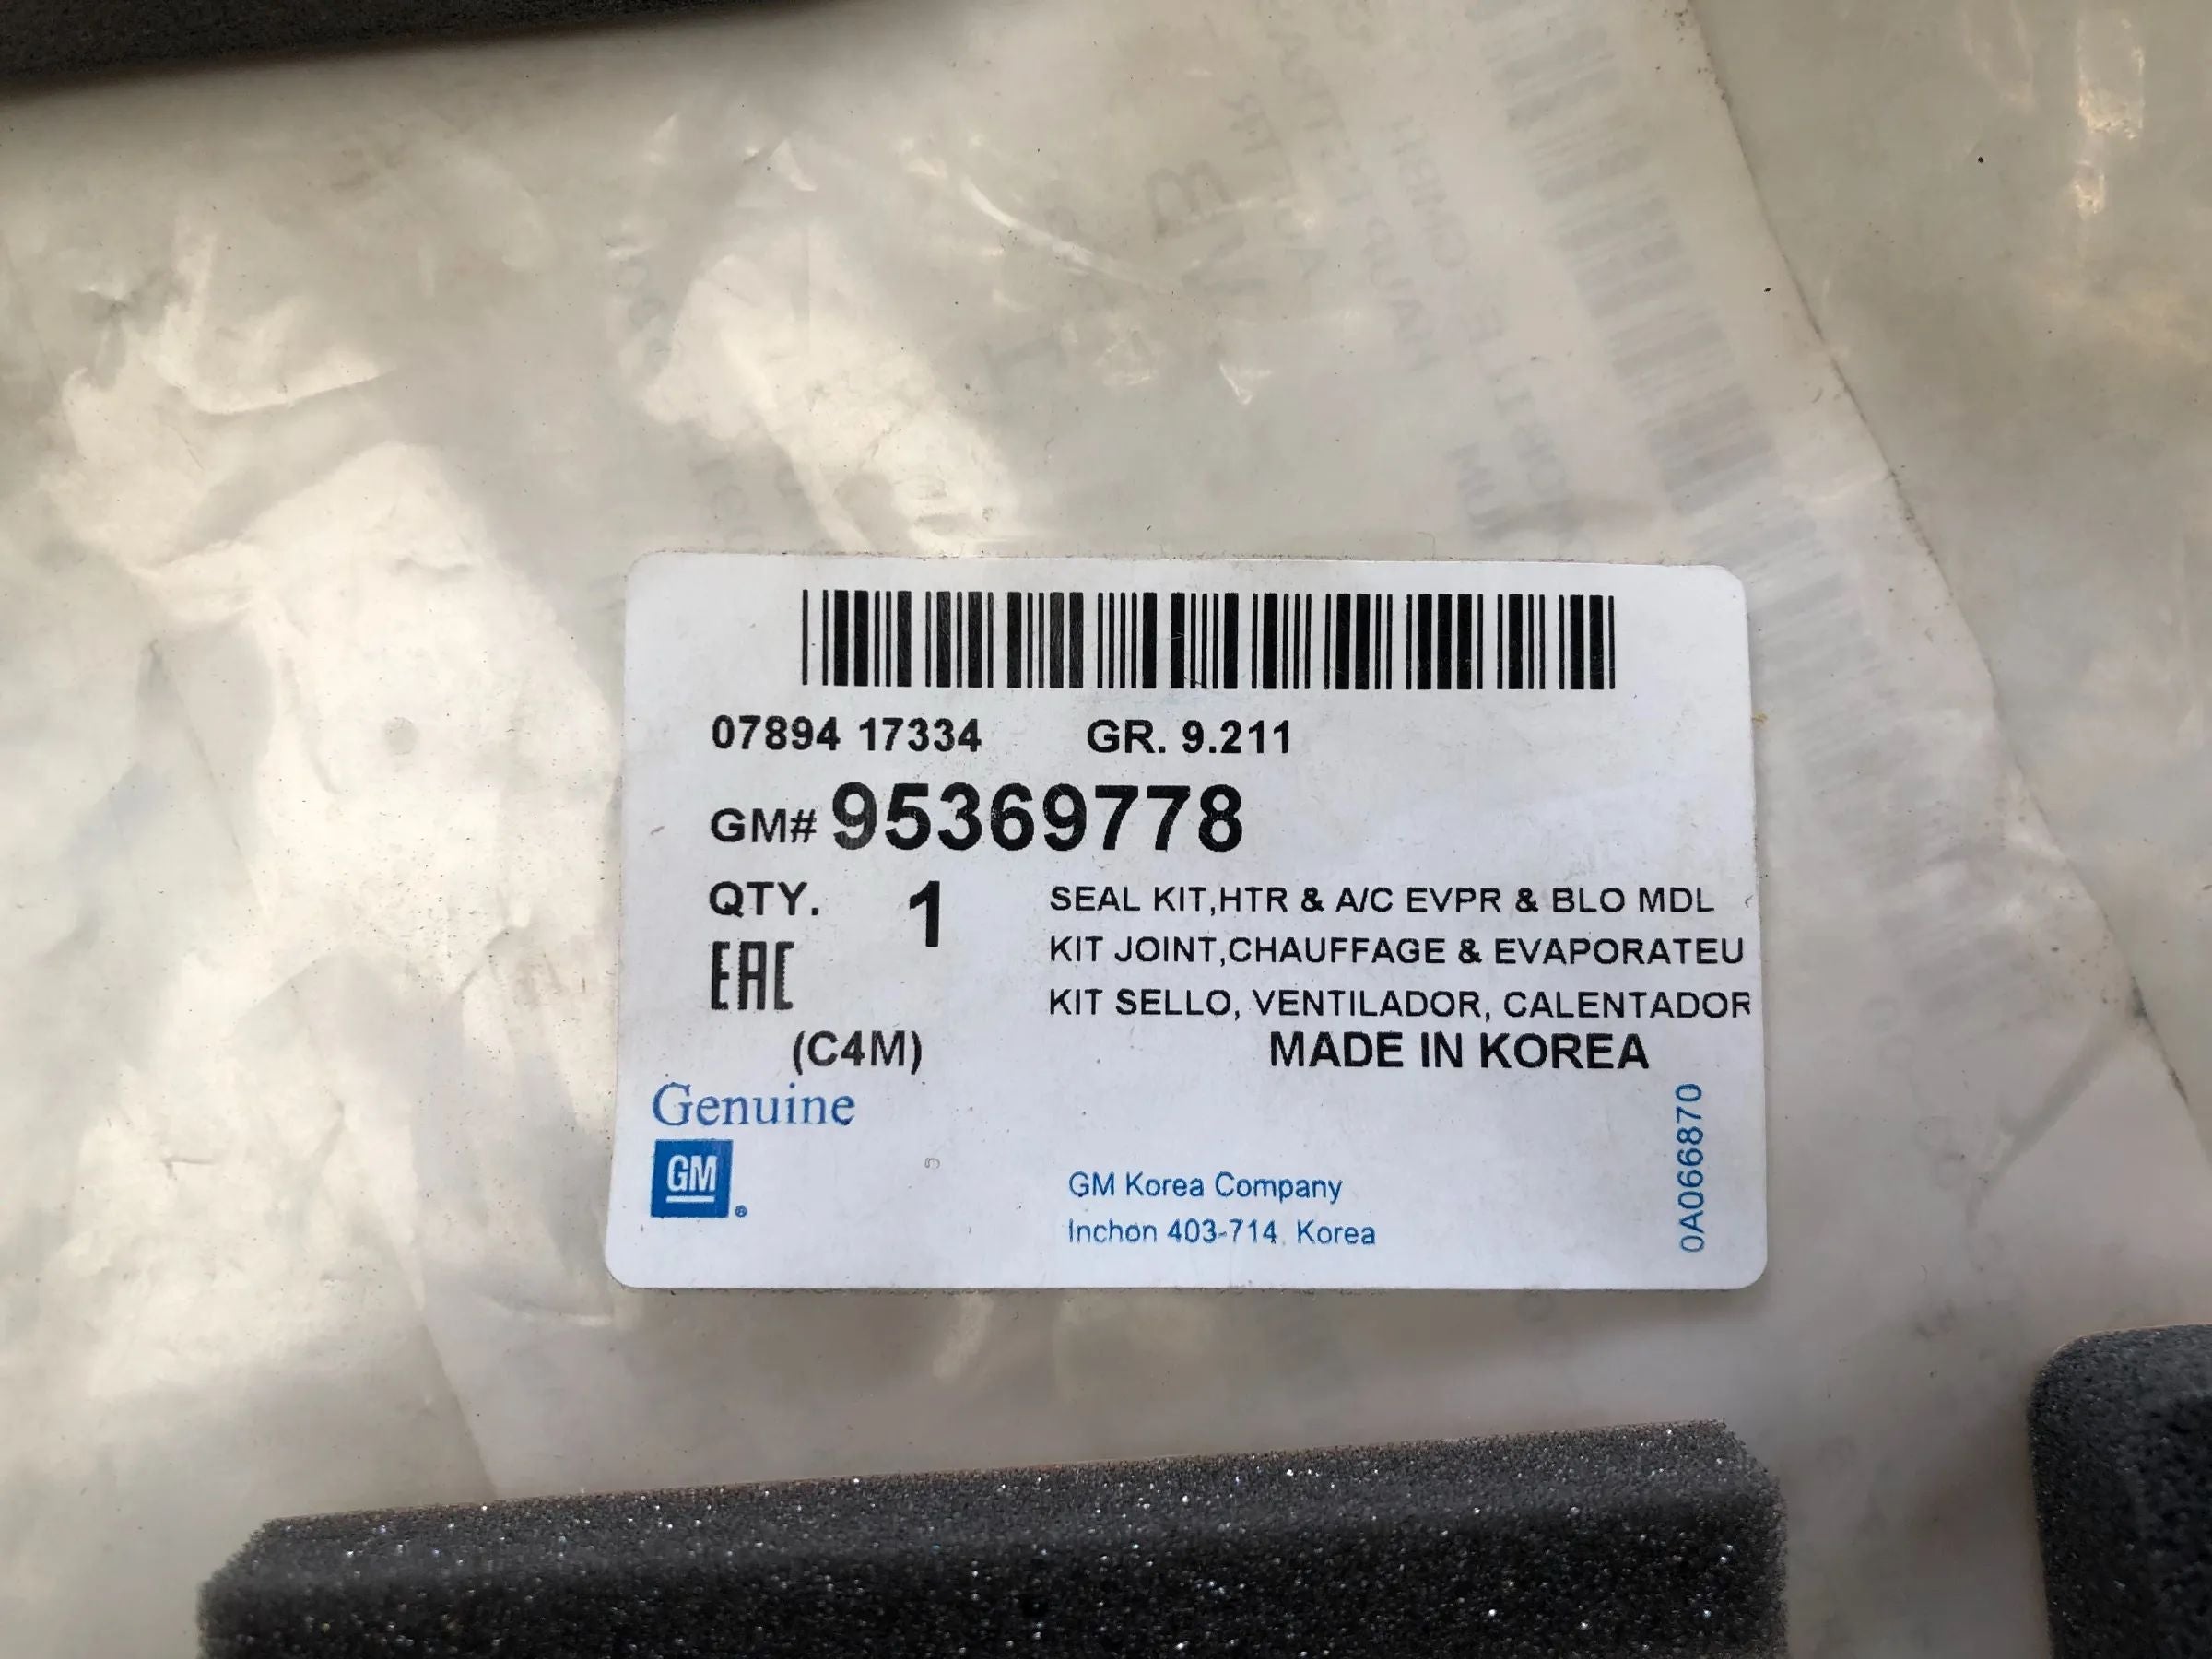 07894 17334 GR. 9.211
GM# 95369778
QTY. 1 SEAL KIT,HTR & A/C EVPR & BLO MDL
KIT JOINT,CHAUFFAGE & EVAPORATEU
EAC
KIT SELLO, VENTILADOR, CALENTADOR
(C4M) MADE IN KOREA
Genuine
GM®
GM Korea Company
Inchon 403-714, Korea
0A066870